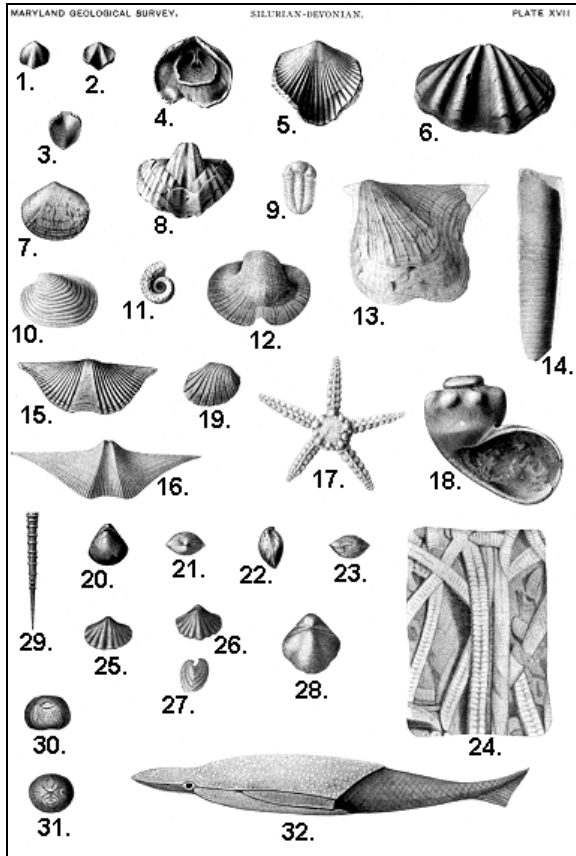 MARYLAND GEOLOGICAL SURVEY. SILURIAN-DEVONIAN. PLATE XVII
1. 2. 4. 5. 6.
3.
7. 8. 9. 13. 14.
10. 11. 12.
15. 19. 17. 18.
16.
29. 20. 21. 22. 23. 24.
25. 26. 28.
27.
30.
31. 32.